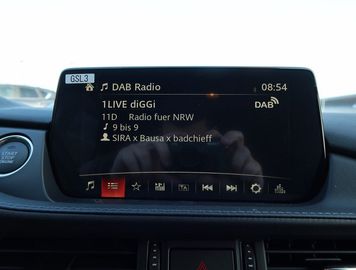 GSL3
DAB Radio 08:54
1LIVE diGGi DAB
11D Radio fuer NRW
9 bis 9
SIRA x Bausa x badchieff
TA
START
STOP
ENGINE